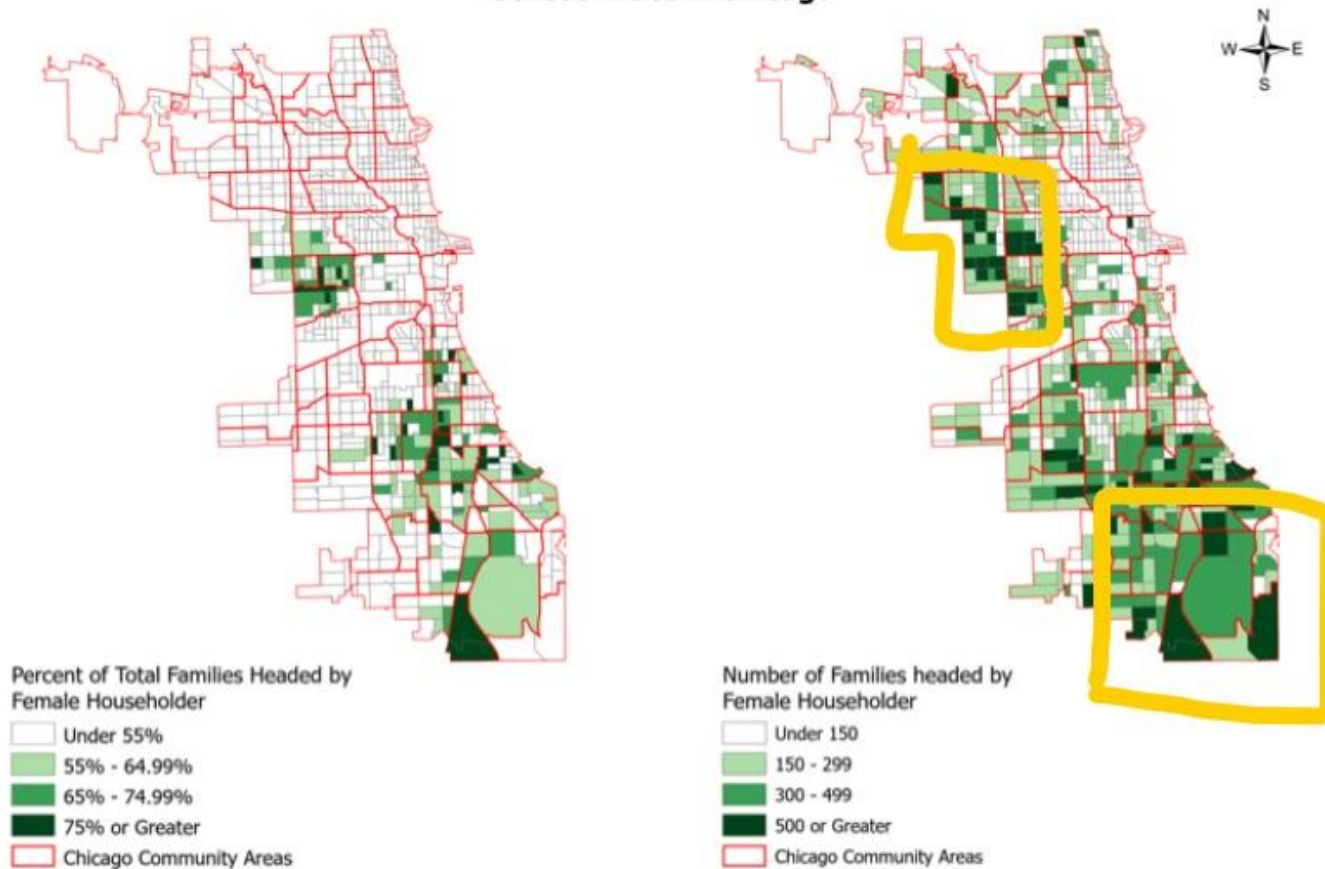 N
W E
S
Percent of Total Families Headed by
Female Householder
Under 55%
55% - 64.99%
65% - 74.99%
75% or Greater
Chicago Community Areas
Number of Families headed by
Female Householder
Under 150
150 - 299
300 - 499
500 or Greater
Chicago Community Areas